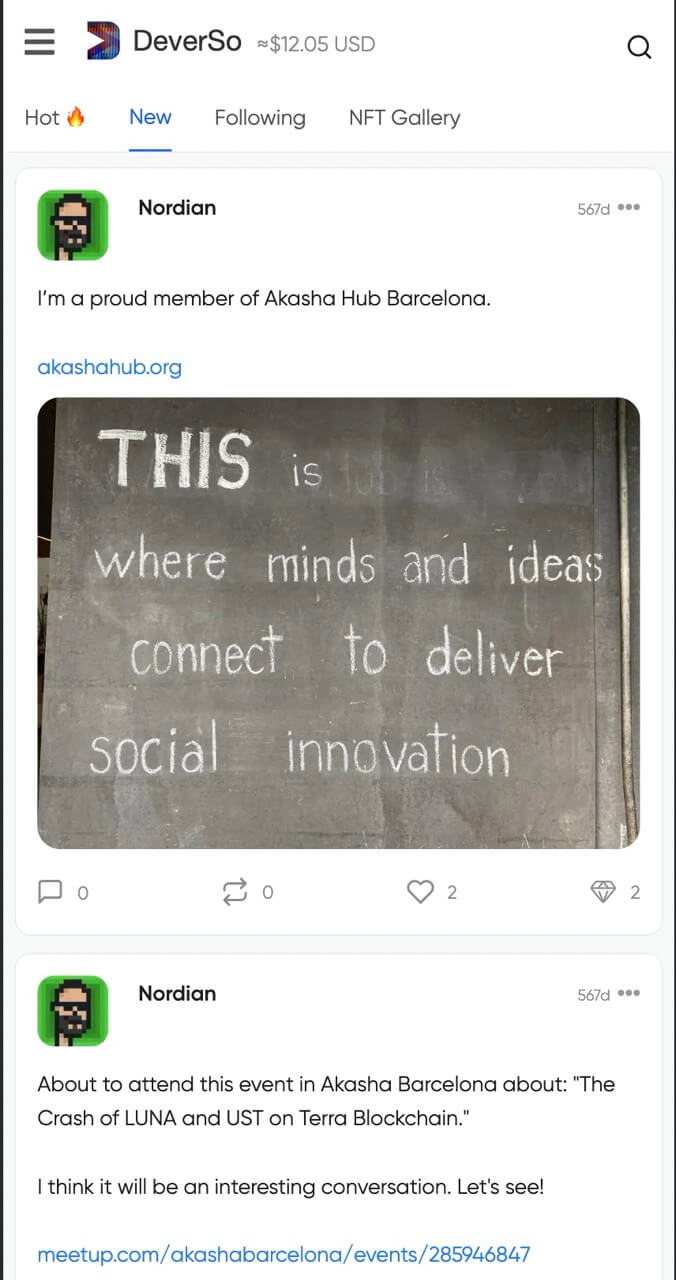 DeverSo ≈$12.05 USD
Hot 🔥 New Following NFT Gallery
Nordian 567d
I’m a proud member of Akasha Hub Barcelona.
akashahub.org
THIS is
where minds and ideas
connect to deliver
social innovation
0 0 2 2
Nordian 567d
About to attend this event in Akasha Barcelona about: "The
Crash of LUNA and UST on Terra Blockchain."
I think it will be an interesting conversation. Let's see!
meetup.com/akashabarcelona/events/285946847